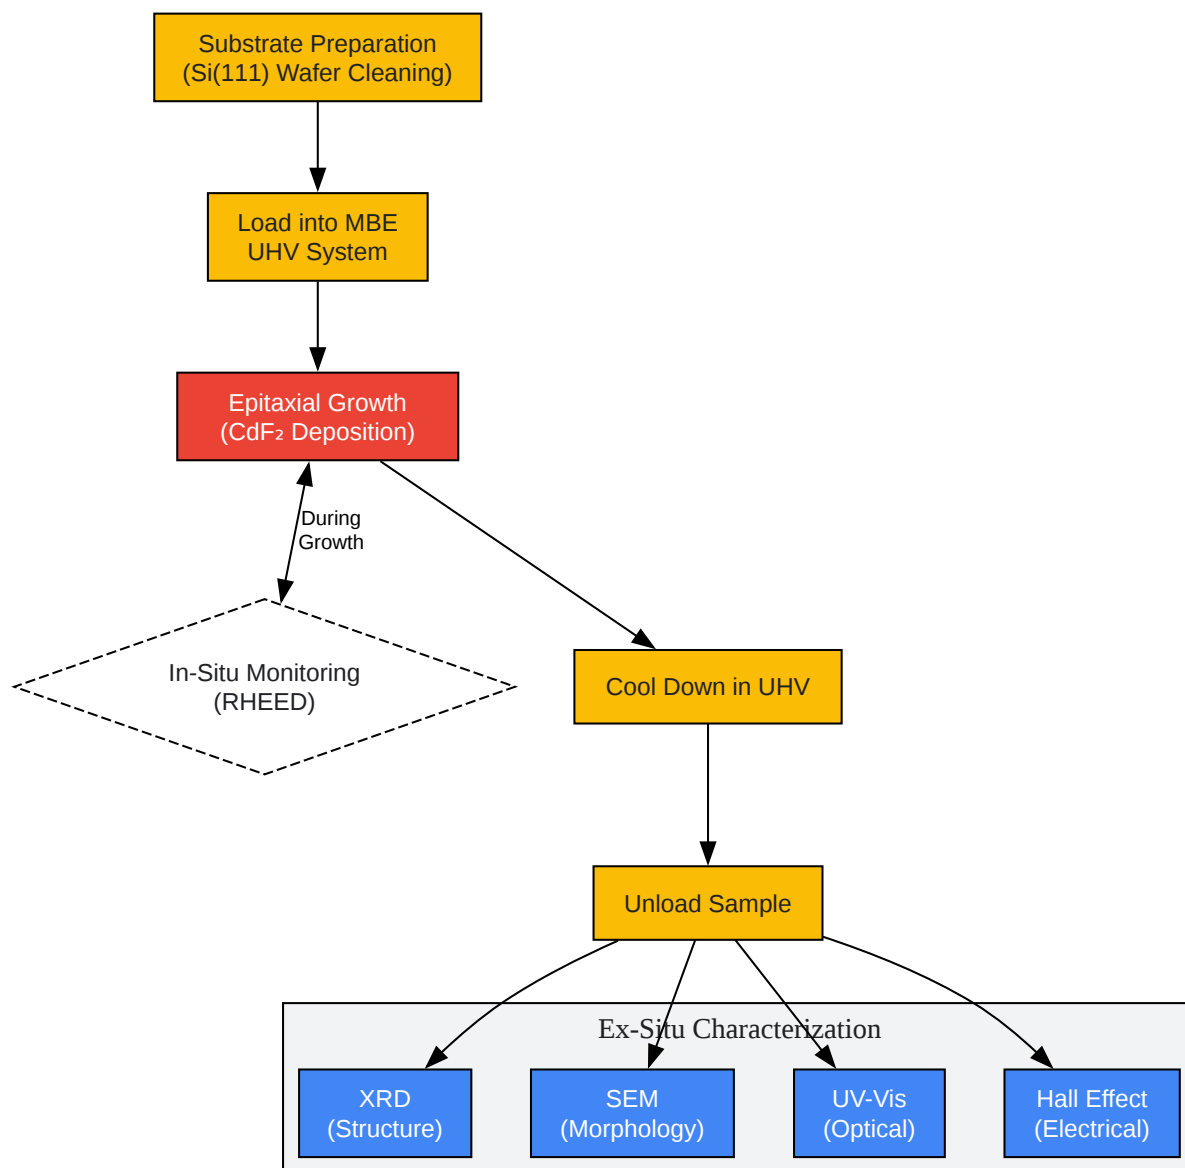 Substrate Preparation
(Si(111) Wafer Cleaning)
Load into MBE
UHV System
Epitaxial Growth
(CdF₂ Deposition)
During
Growth
In-Situ Monitoring
(RHEED)
Cool Down in UHV
Unload Sample
Ex-Situ Characterization
XRD
(Structure)
SEM
(Morphology)
UV-Vis
(Optical)
Hall Effect
(Electrical)